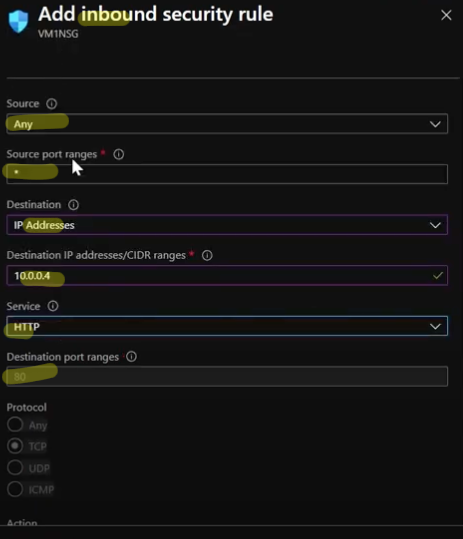 Add inbound security rule
VM1NSG
Source
Any
Source port ranges *
*
Destination
IP Addresses
Destination IP addresses/CIDR ranges *
10.0.0.4
Service
HTTP
Destination port ranges
80
Protocol
Any
TCP
UDP
ICMP
Action